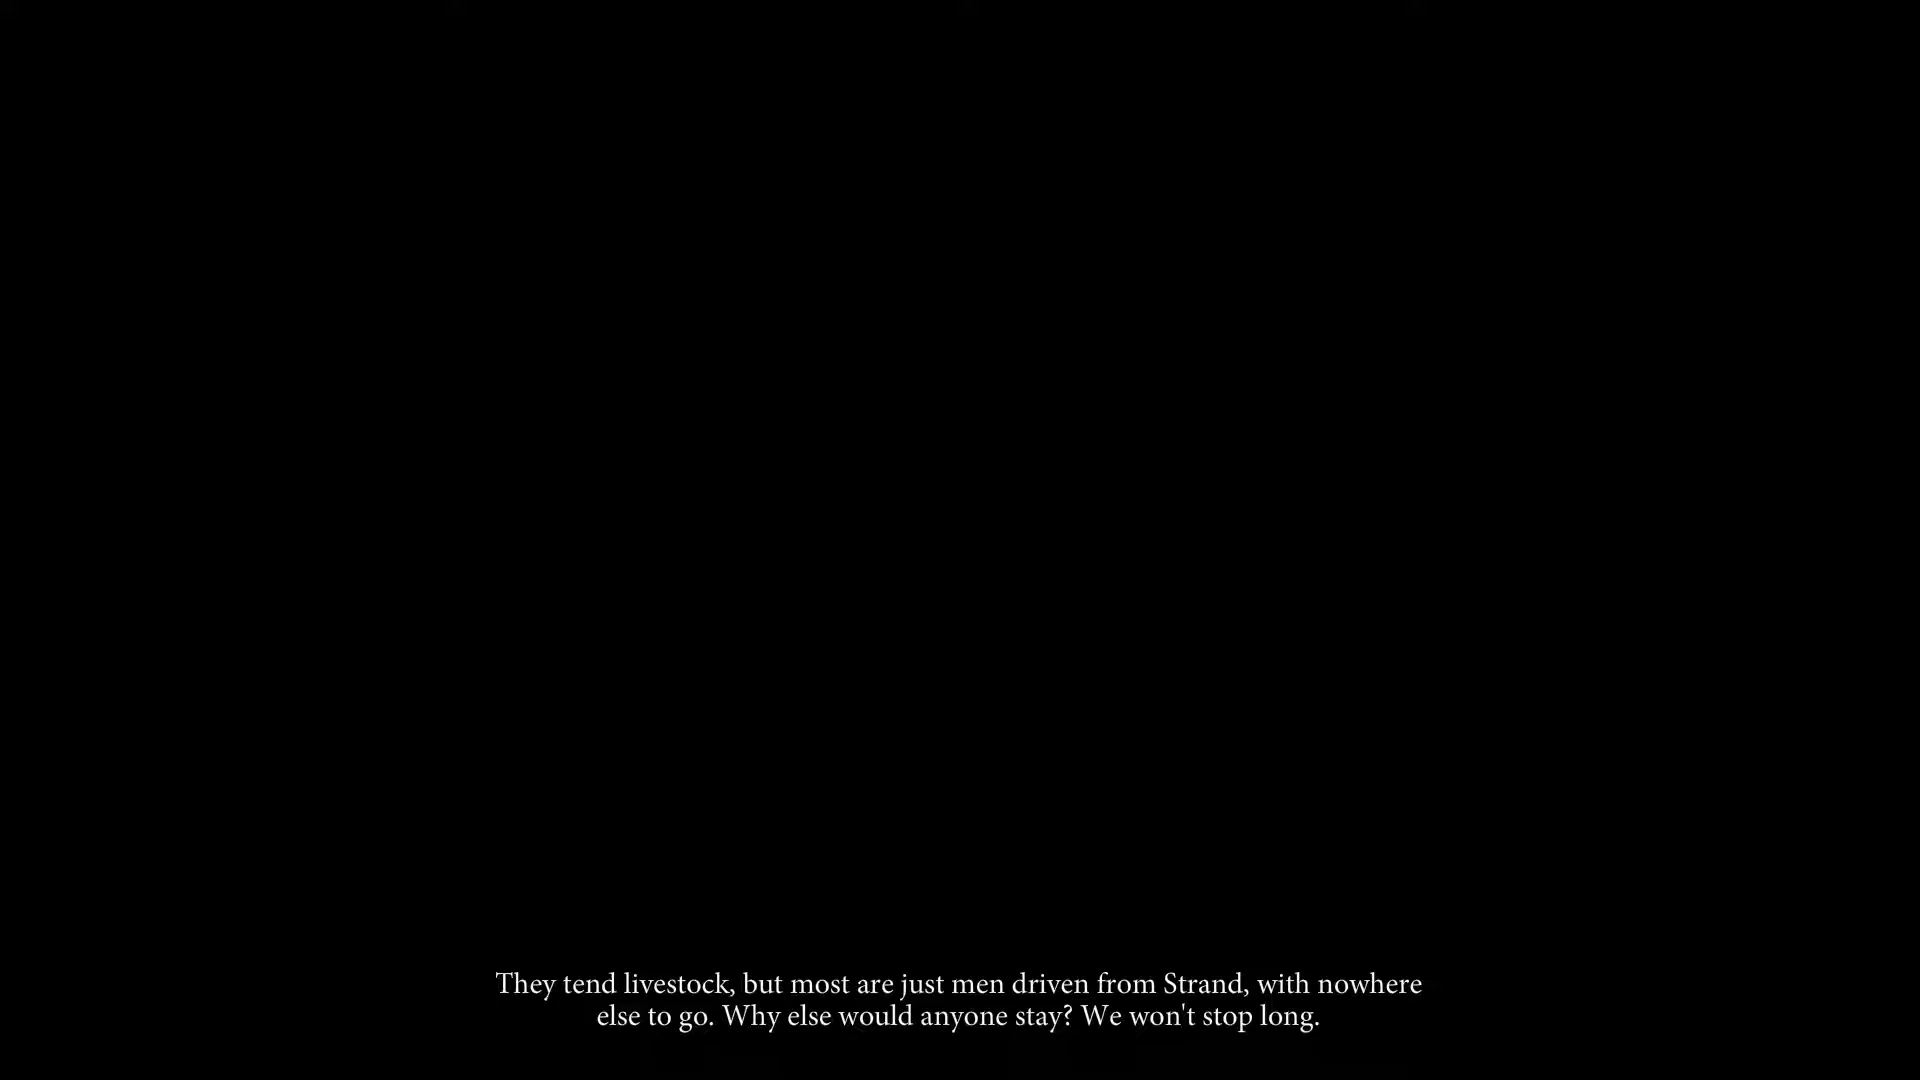 They tend livestock, but most are just men driven from Strand, with nowhere
else to go. Why else would anyone stay? We won't stop long.